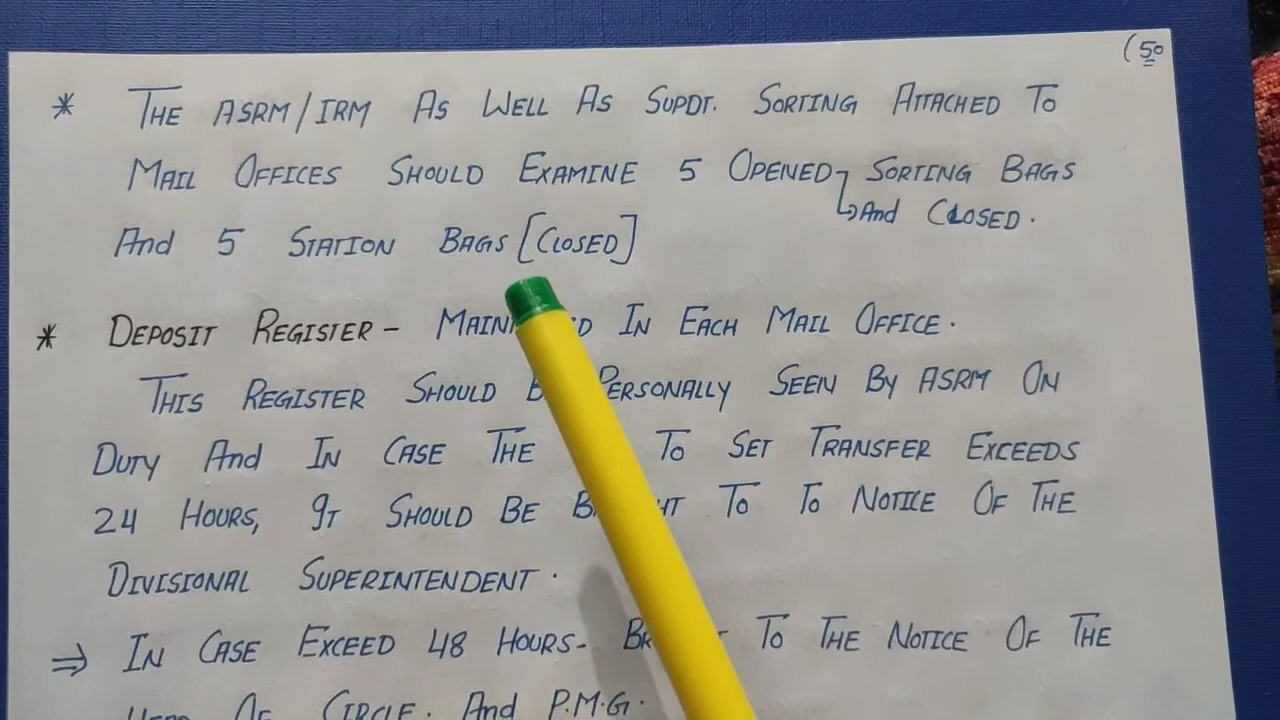 (50
* THE ASRM/IRM AS WELL AS SUPDT. SORTING ATTACHED TO
MAIL OFFICES SHOULD EXAMINE 5 OPENED SORTING BAGS
And CLOSED.
And 5 STATION BAGS [CLOSED]
* DEPOSIT REGISTER - IN EACH MAIL OFFICE.
THIS REGISTER SHOULD PERSONALLY SEEN By ASRM ON
Duty And IN CASE THE TO SET TRANSFER EXCEEDS
24 HOURS, IT SHOULD BE TO TO NOTICE OF THE
DIVISIONAL SUPERINTENDENT.
⇒ IN CASE EXCEED 48 HOURS- TO THE NOTICE OF THE
OF CIRCLE. And P.M.G.